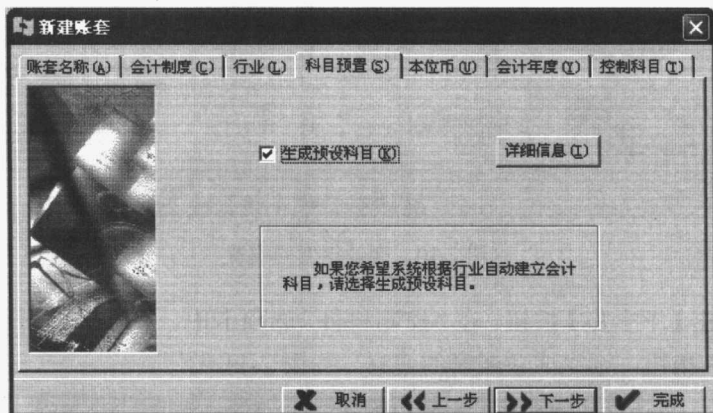 新建账套
账套名称(A) 会计制度(C) 行业(L) 科目预置(S) 本位币(U) 会计年度(Y) 控制科目(T)
生成预设科目(K) 详细信息(I)
如果您希望系统根据行业自动建立会计
科目，请选择生成预设科目。
取消 上一步 下一步 完成